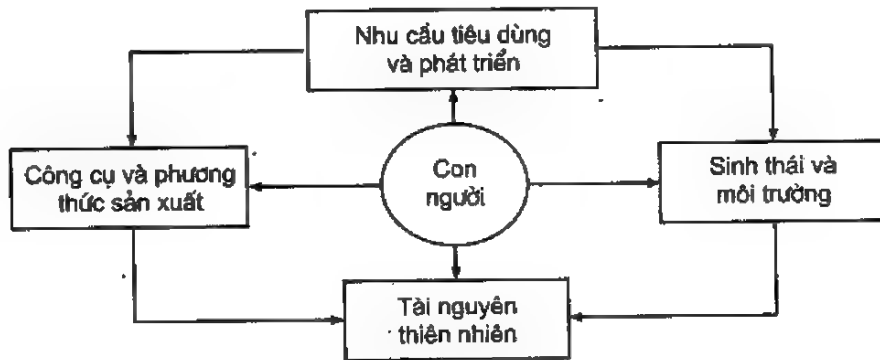 Nhu cầu tiêu dùng
và phát triển
Công cụ và phương
thức sản xuất
Con
người
Sinh thái và
môi trường
Tài nguyên
thiên nhiên